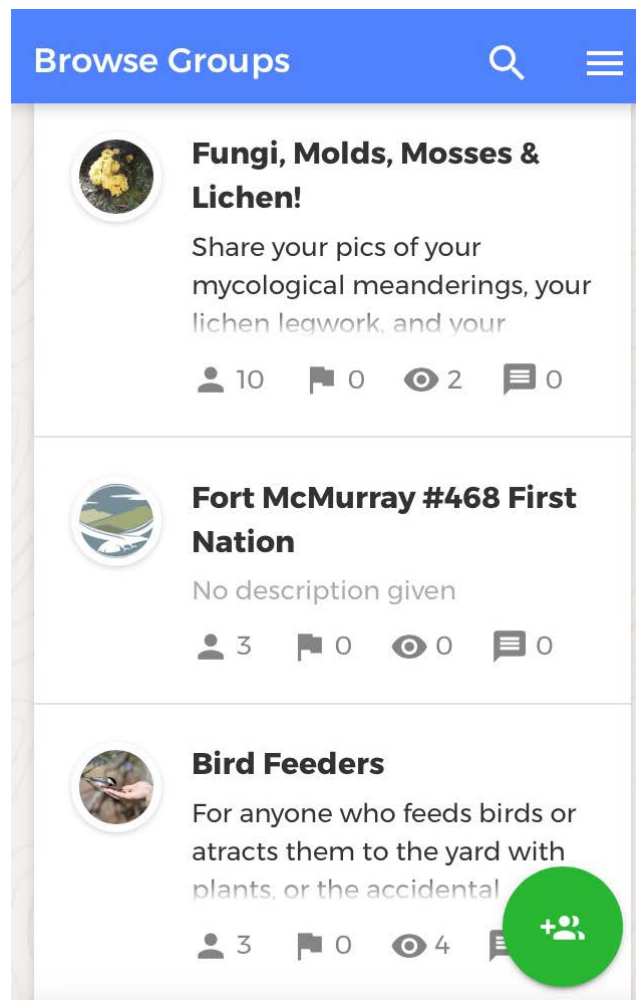 Browse Groups
Fungi, Molds, Mosses &
Lichen!
Share your pics of your
mycological meanderings, your
lichen legwork, and your
10 0 2 0
Fort McMurray #468 First
Nation
No description given
3 0 0 0
Bird Feeders
For anyone who feeds birds or
atracts them to the yard with
plants, or the accidental
3 0 4